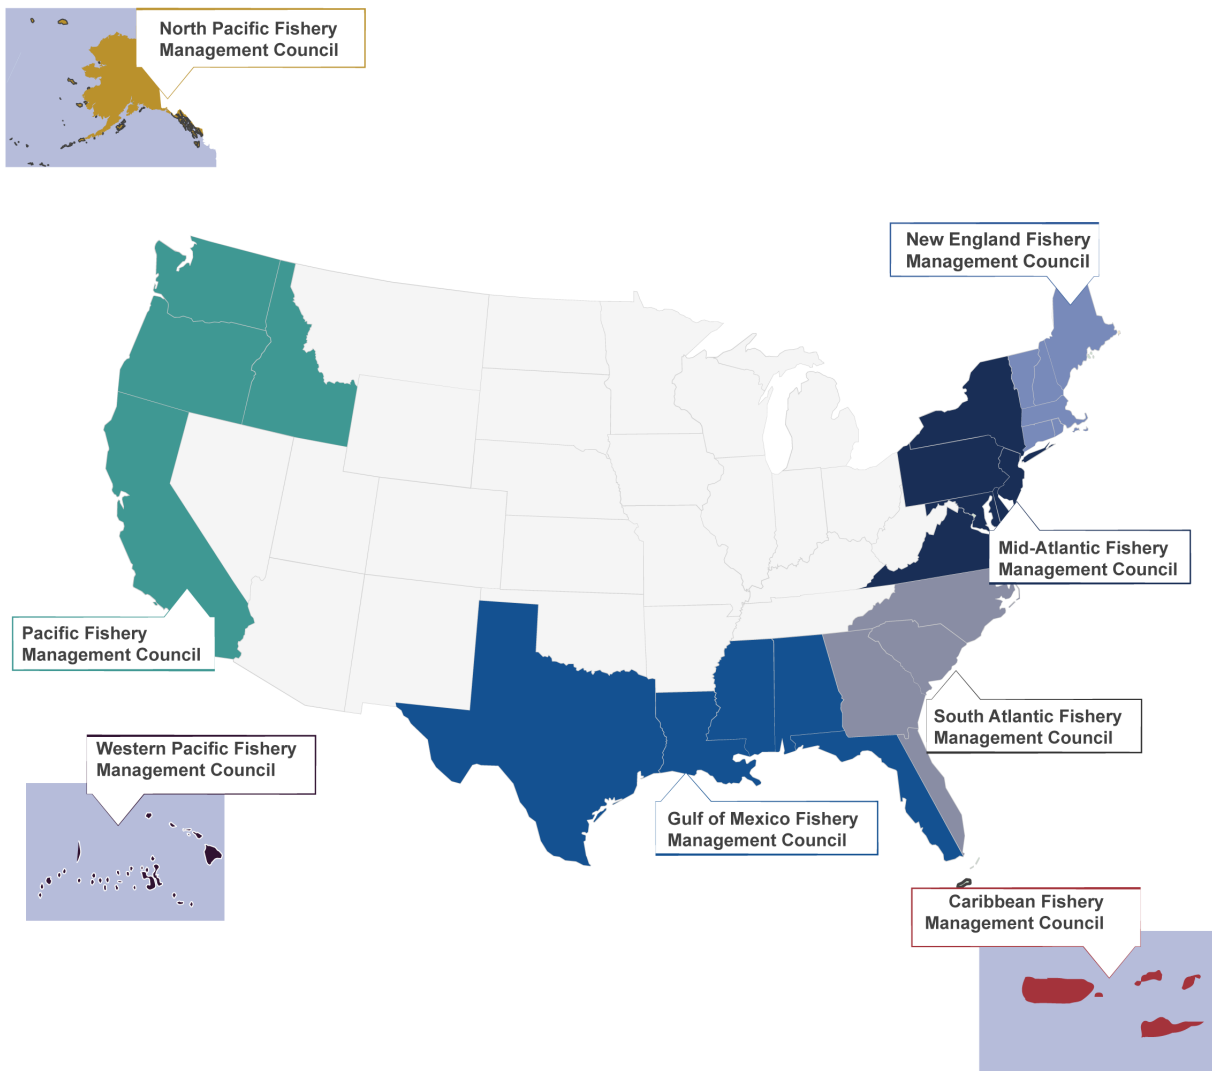 North Pacific Fishery
Management Council
New England Fishery
Management Council
Mid-Atlantic Fishery
Management Council
Pacific Fishery
Management Council
South Atlantic Fishery
Management Council
Western Pacific Fishery
Management Council
Gulf of Mexico Fishery
Management Council
Caribbean Fishery
Management Council